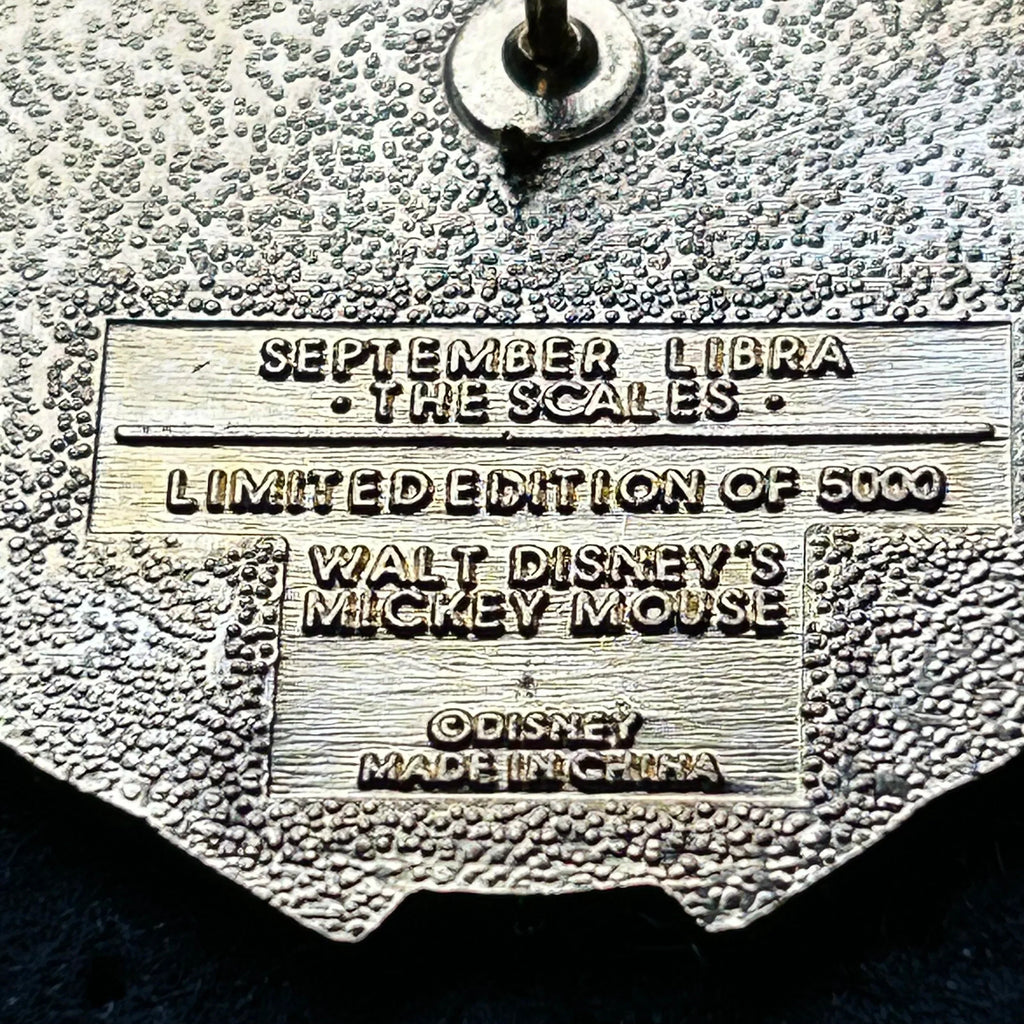 SEPTEMBER LIBRA
· THE SCALES ·
LIMITED EDITION OF 5000
WALT DISNEY'S
MICKEY MOUSE
©DISNEY
MADE IN CHINA